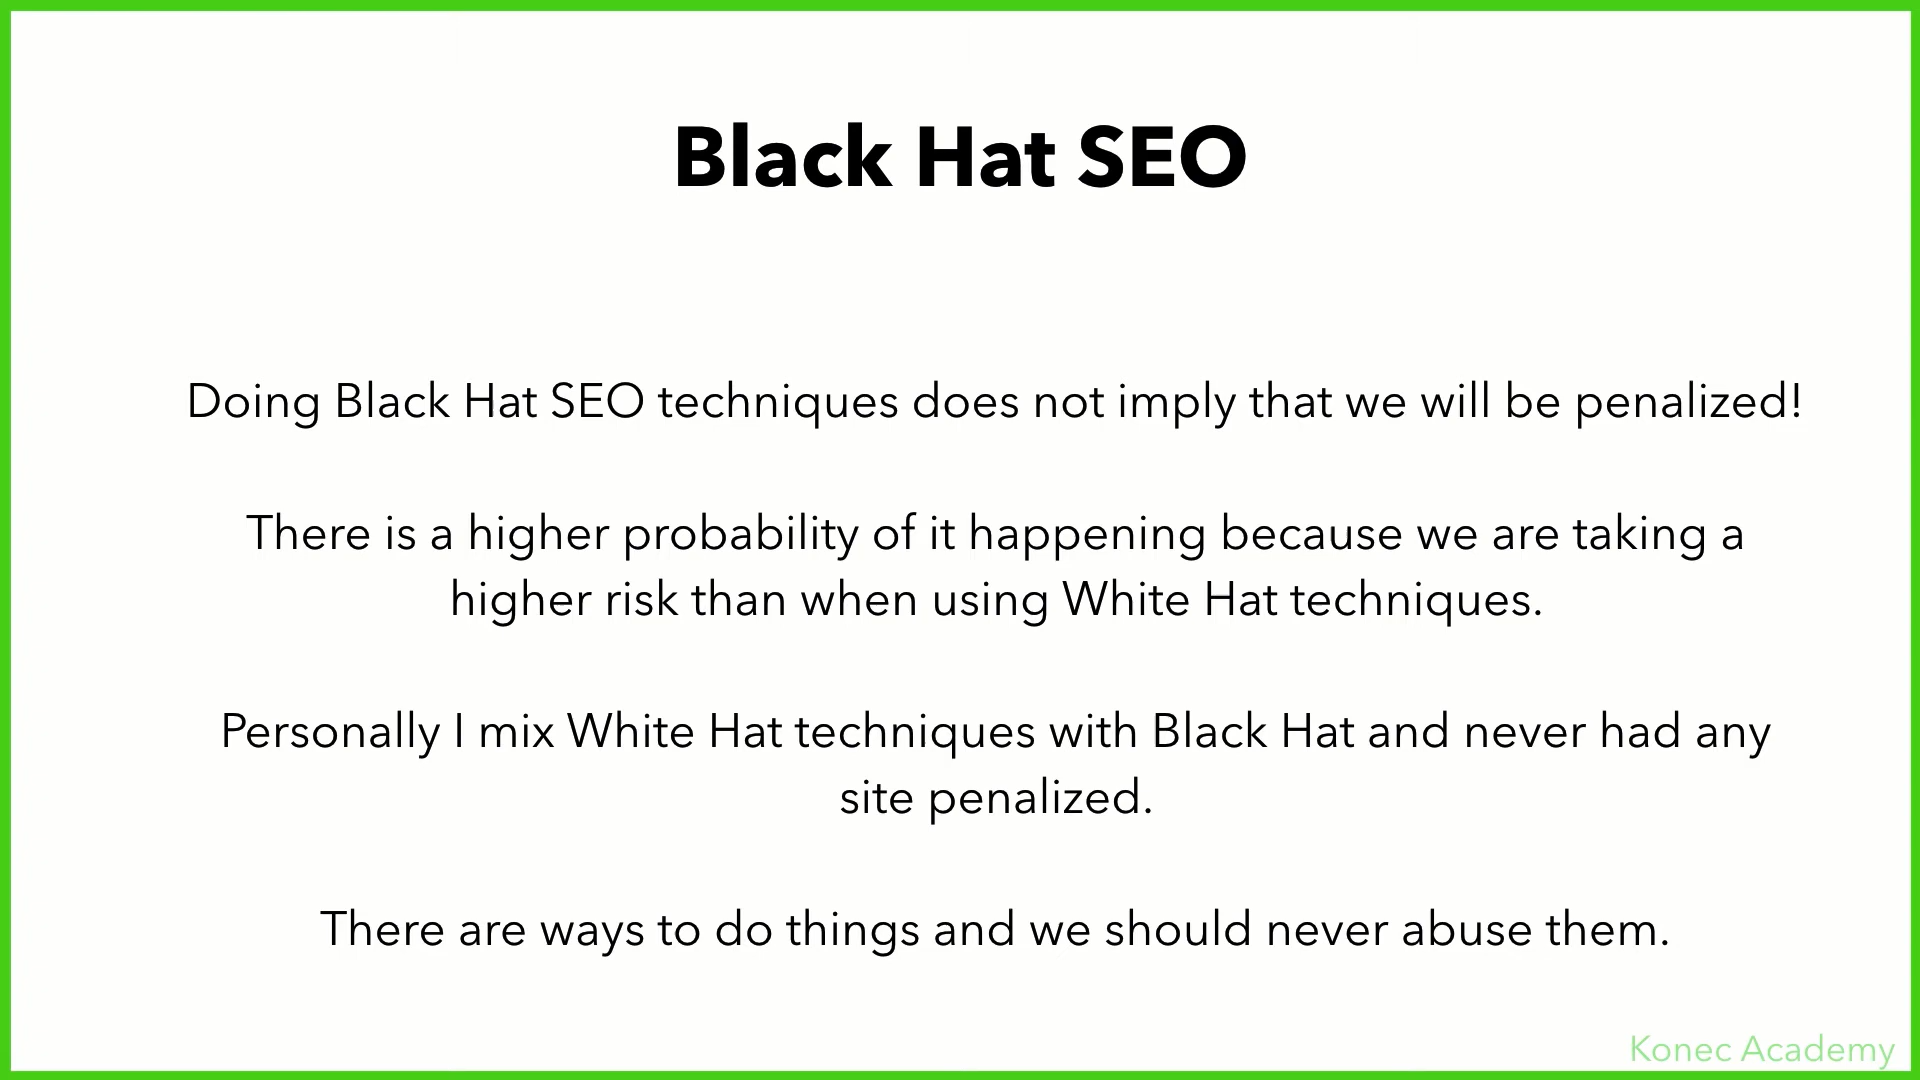 Black Hat SEO
Doing Black Hat SEO techniques does not imply that we will be penalized!
There is a higher probability of it happening because we are taking a
higher risk than when using White Hat techniques.
Personally I mix White Hat techniques with Black Hat and never had any
site penalized.
There are ways to do things and we should never abuse them.
Konec Academy